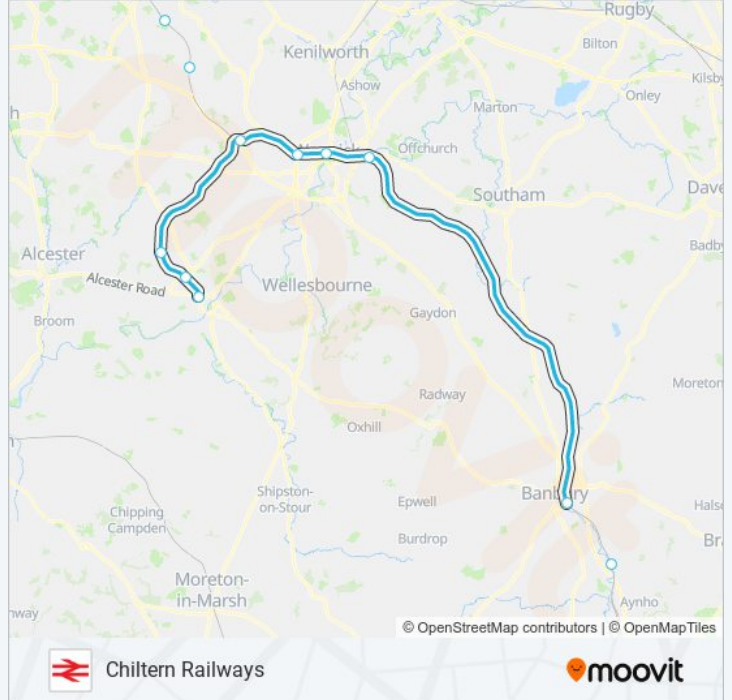 Rugby
Kenilworth
Bilton
Ashow
Kilsby
Onley
Marton
h
Offchurch
Southam
Dave
Badby
Alcester
Alcester Road
Wellesbourne
Broom
Gaydon
Moreton
Radway
Oxhill
Shipston-
on-Stour
Epwell
Banbury
Halse
Chipping
Campden
Burdrop
Br
Moreton-
in-Marsh
Aynho
way
© OpenStreetMap contributors | © OpenMapTiles
Chiltern Railways
moovit